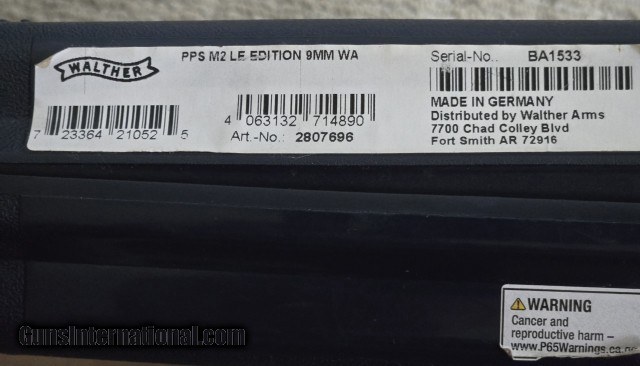 WALTHER
PPS M2 LE EDITION 9MM WA
7 23364 21052 5
4 063132 714890
Art.-No.: 2807696
Serial-No.: BA1533
MADE IN GERMANY
Distributed by Walther Arms
7700 Chad Colley Blvd
Fort Smith AR 72916
WARNING
Cancer and
reproductive harm –
www.P65Warnings.ca.
GunsInternational.com